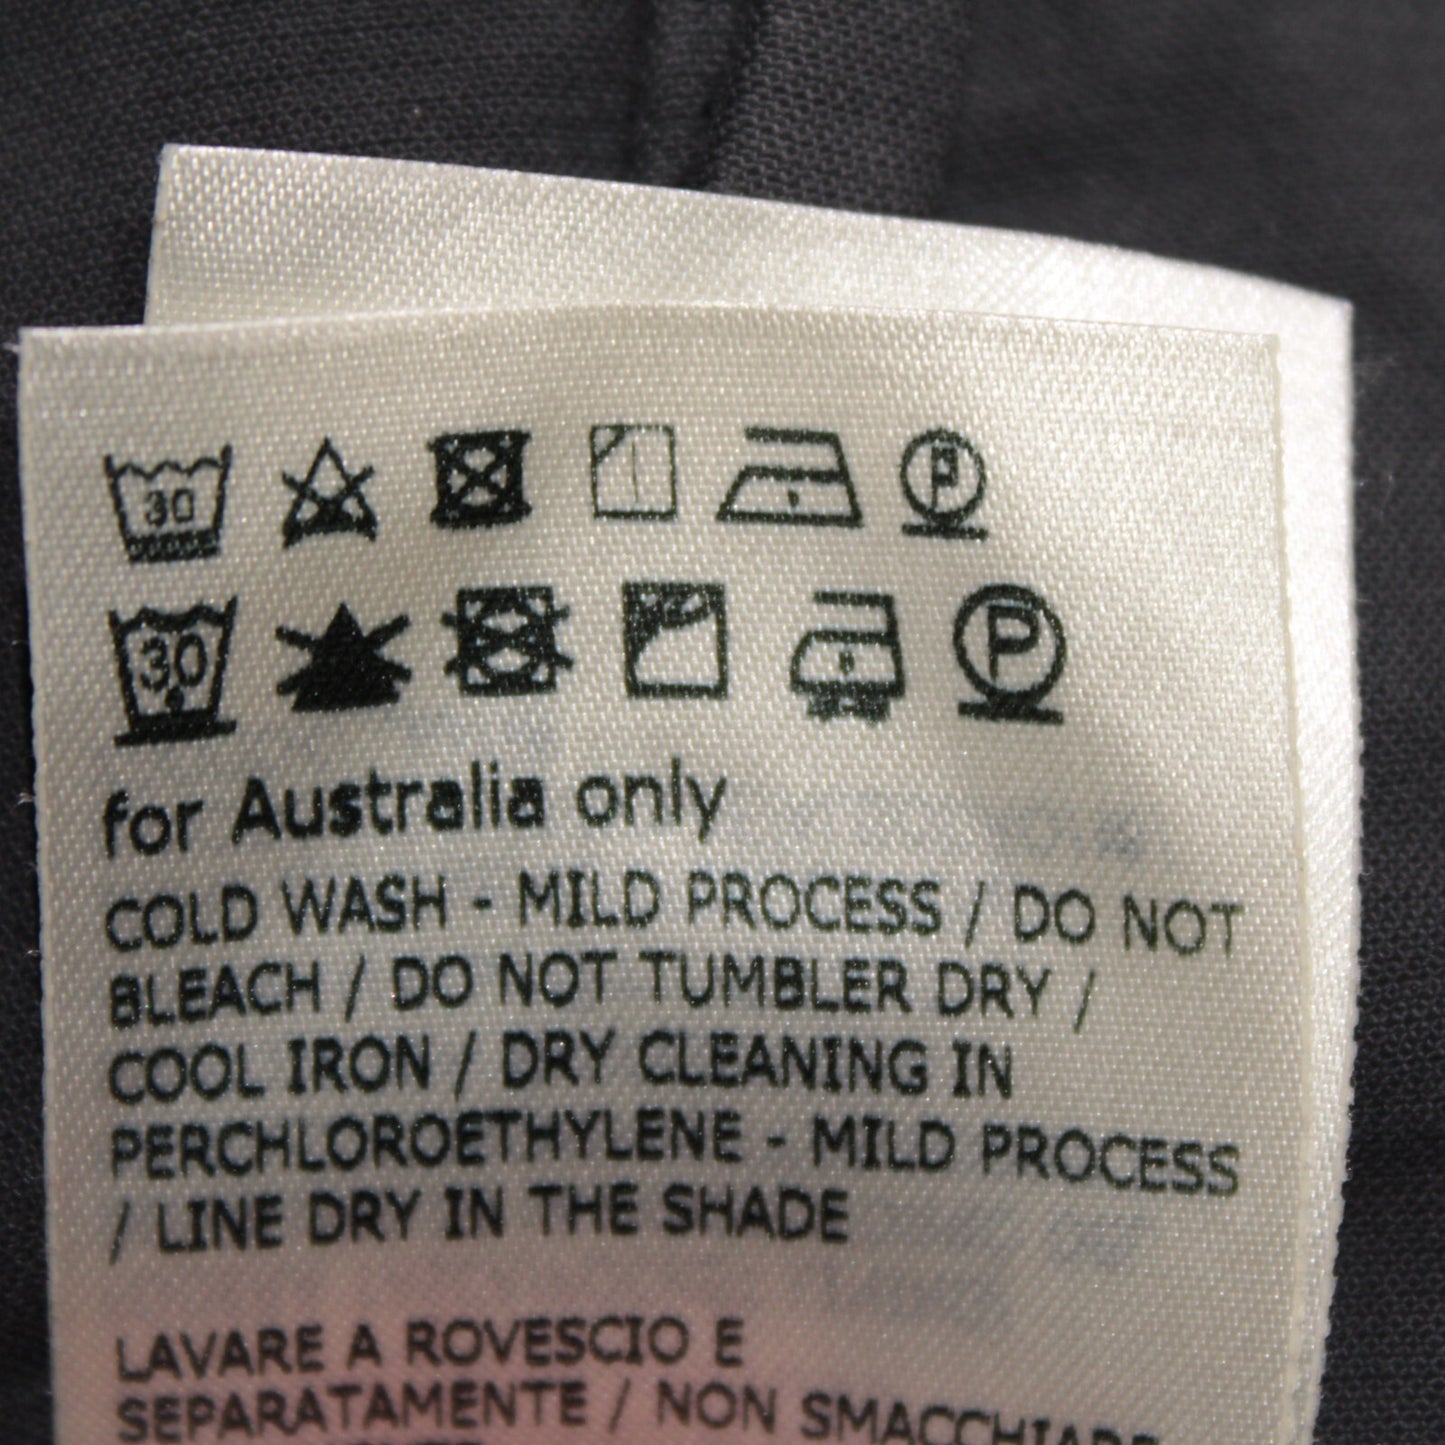 30
P
30
P
for Australia only
COLD WASH - MILD PROCESS / DO NOT
BLEACH / DO NOT TUMBLER DRY /
COOL IRON / DRY CLEANING IN
PERCHLOROETHYLENE - MILD PROCESS
/ LINE DRY IN THE SHADE
LAVARE A ROVESCIO E
SEPARATAMENTE / NON SMACCHIARE